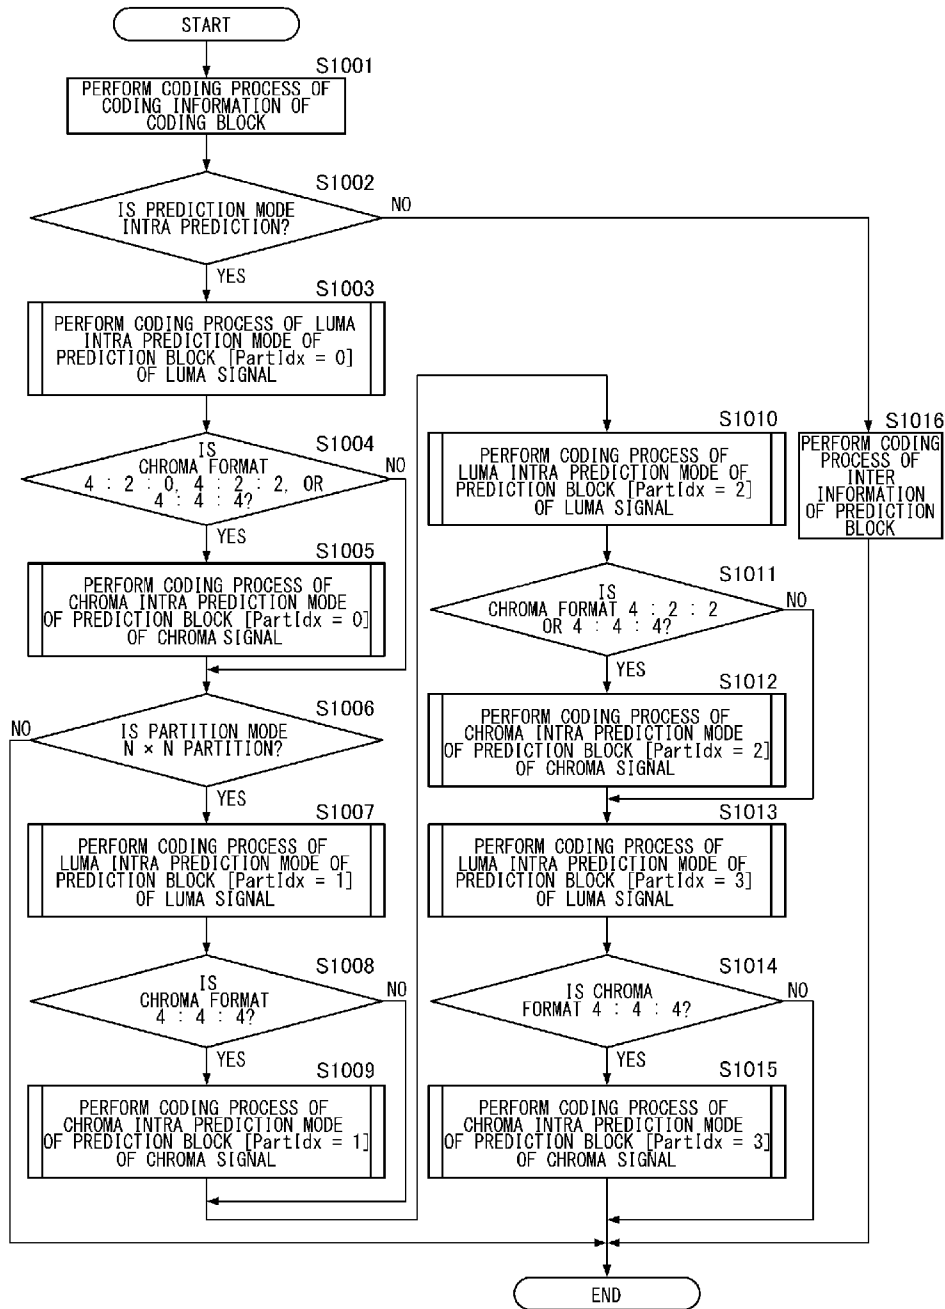 START
S1001
PERFORM CODING PROCESS OF
CODING INFORMATION OF
CODING BLOCK
S1002
IS PREDICTION MODE
INTRA PREDICTION?
NO
YES
S1003
PERFORM CODING PROCESS OF LUMA
INTRA PREDICTION MODE OF
PREDICTION BLOCK [PartIdx = 0]
OF LUMA SIGNAL
S1004
IS
CHROMA FORMAT
4 : 2 : 0, 4 : 2 : 2, OR
4 : 4 : 4?
NO
YES
S1005
PERFORM CODING PROCESS OF
CHROMA INTRA PREDICTION MODE
OF PREDICTION BLOCK [PartIdx = 0]
OF CHROMA SIGNAL
S1006
IS PARTITION MODE
N × N PARTITION?
NO
YES
S1007
PERFORM CODING PROCESS OF
LUMA INTRA PREDICTION MODE OF
PREDICTION BLOCK [PartIdx = 1]
OF LUMA SIGNAL
S1008
IS
CHROMA FORMAT
4 : 4 : 4?
NO
YES
S1009
PERFORM CODING PROCESS OF
CHROMA INTRA PREDICTION MODE
OF PREDICTION BLOCK [PartIdx = 1]
OF CHROMA SIGNAL
S1010
PERFORM CODING PROCESS OF
LUMA INTRA PREDICTION MODE OF
PREDICTION BLOCK [PartIdx = 2]
OF LUMA SIGNAL
S1011
IS
CHROMA FORMAT 4 : 2 : 2
OR 4 : 4 : 4?
NO
YES
S1012
PERFORM CODING PROCESS OF
CHROMA INTRA PREDICTION MODE
OF PREDICTION BLOCK [PartIdx = 2]
OF CHROMA SIGNAL
S1013
PERFORM CODING PROCESS OF
LUMA INTRA PREDICTION MODE OF
PREDICTION BLOCK [PartIdx = 3]
OF LUMA SIGNAL
S1014
IS CHROMA
FORMAT 4 : 4 : 4?
NO
YES
S1015
PERFORM CODING PROCESS OF
CHROMA INTRA PREDICTION MODE
OF PREDICTION BLOCK [PartIdx = 3]
OF CHROMA SIGNAL
S1016
PERFORM CODING
PROCESS OF
INTER
INFORMATION
OF PREDICTION
BLOCK
END